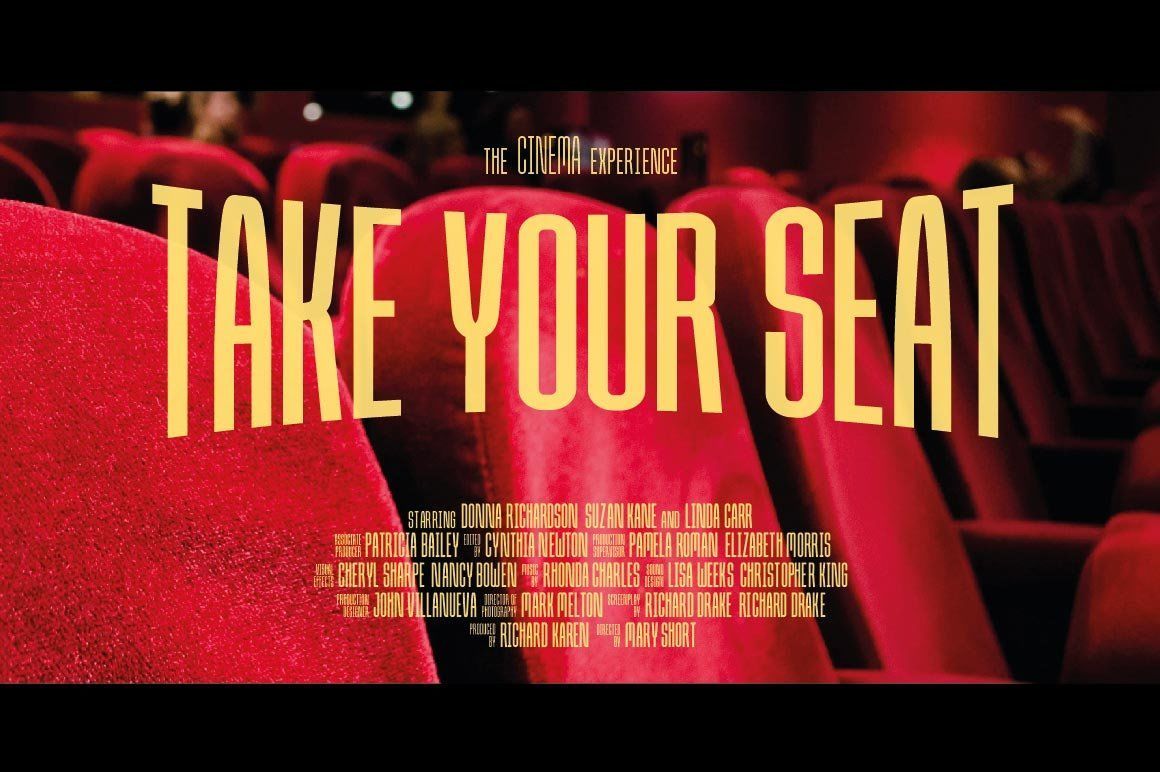 THE CINEMA EXPERIENCE
TAKE YOUR SEAT
STARRING DONNA RICHARDSON SUZAN KANE AND LINDA CARR
ASSOCIATE PRODUCER PATRICIA BAILEY EDITED BY CYNTHIA NEWTON PRODUCTION SUPERVISOR PAMELA ROMAN ELIZABETH MORRIS
VISUAL EFFECTS CHERYL SHARPE NANCY BOWEN MUSIC BY RHONDA CHARLES SOUND DESIGN LISA WEEKS CHRISTOPHER KING
PRODUCTION DESIGNER JOHN VILLANUEVA DIRECTOR OF PHOTOGRAPHY MARK MELTON SCREENPLAY BY RICHARD DRAKE RICHARD DRAKE
PRODUCED BY RICHARD KAREN DIRECTED BY MARY SHORT